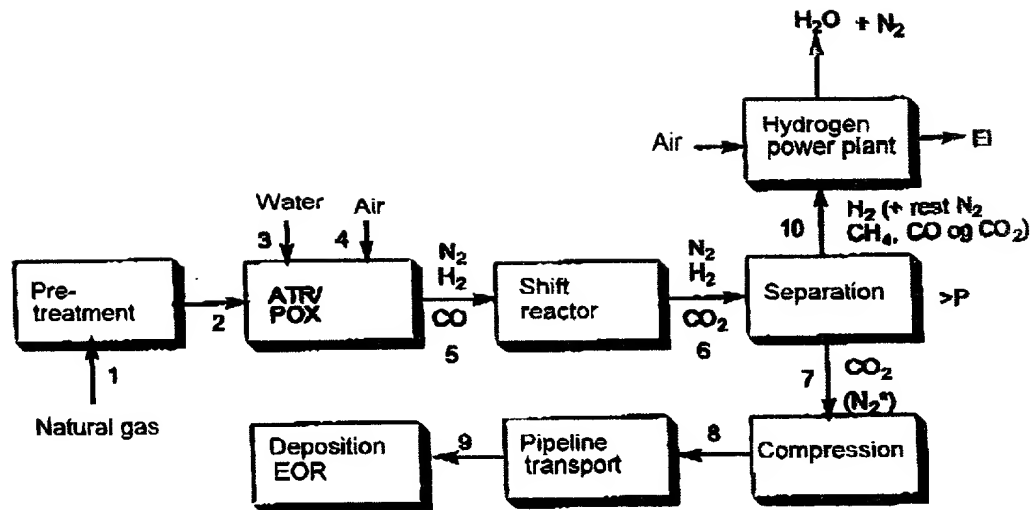 H₂O + N₂
Hydrogen
power plant
Air
El
Water
Air
3
4
10
H₂ (+ rest N₂
CH₄, CO og CO₂)
Pre-
treatment
2
ATR/
POX
N₂
H₂
CO
5
Shift
reactor
N₂
H₂
CO₂
6
Separation
>P
1
Natural gas
7
CO₂
(N₂*)
Deposition
EOR
9
Pipeline
transport
8
Compression